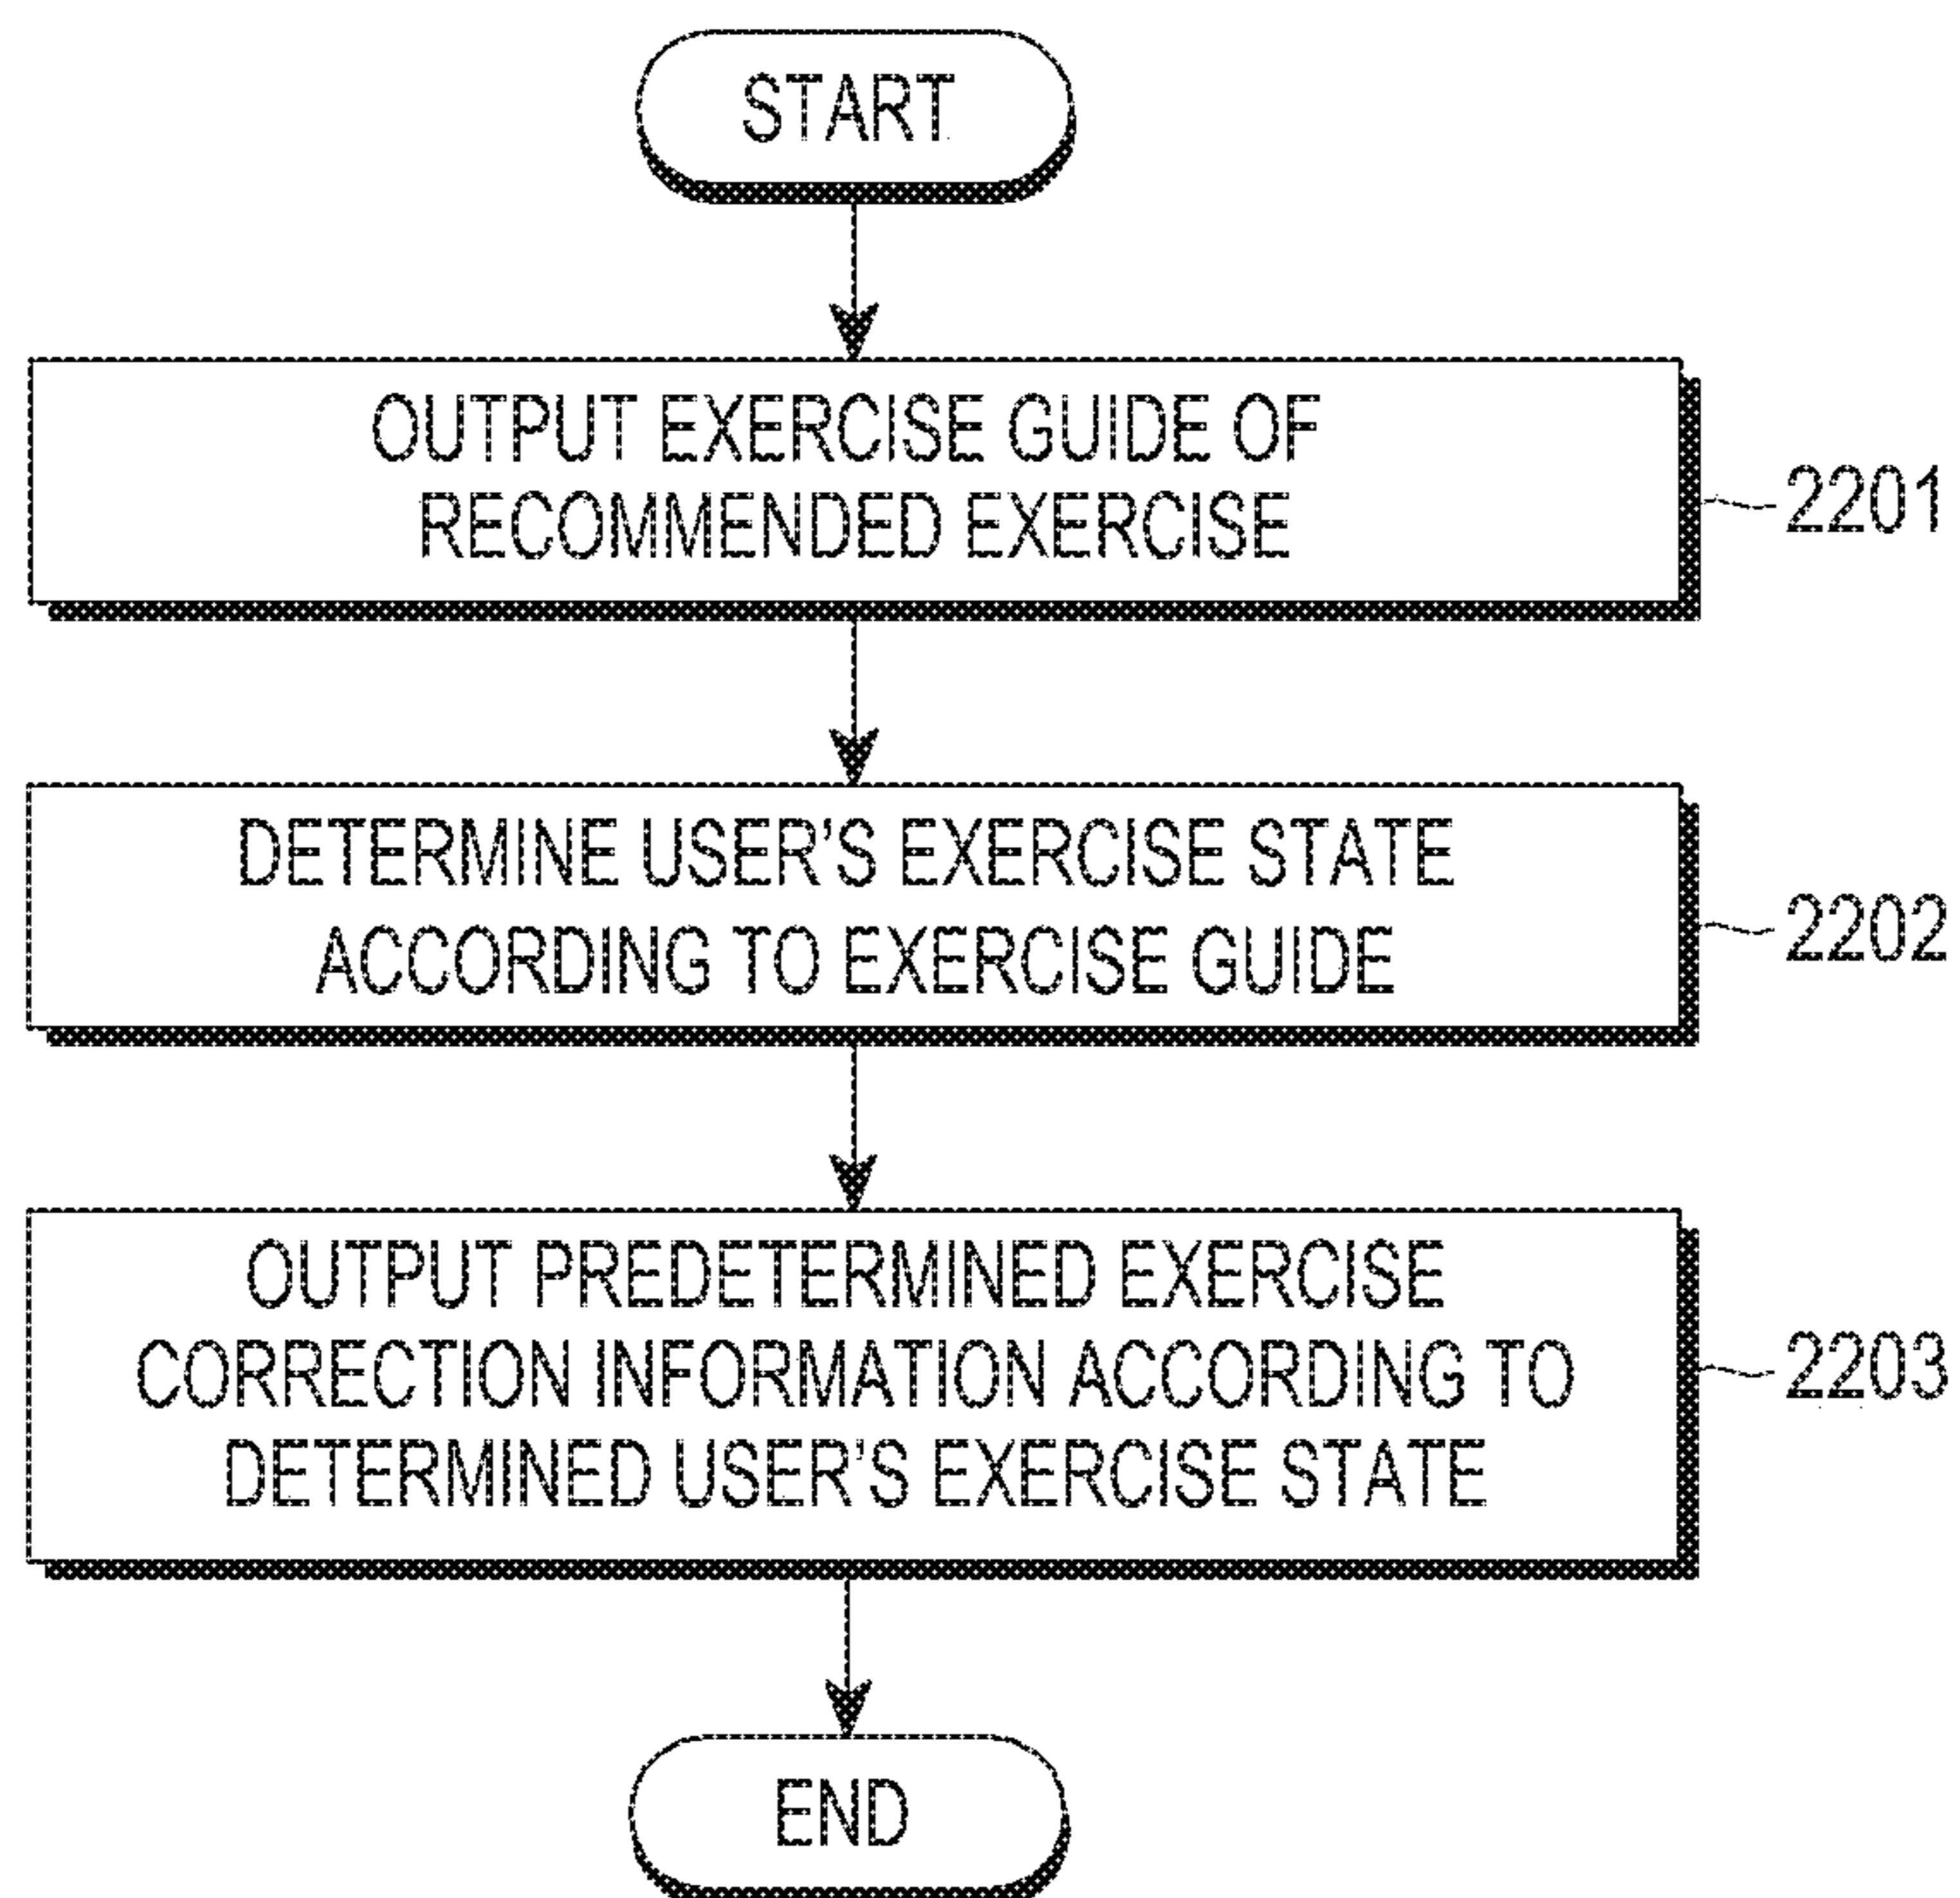 START
OUTPUT EXERCISE GUIDE OF
RECOMMENDED EXERCISE
2201
DETERMINE USER'S EXERCISE STATE
ACCORDING TO EXERCISE GUIDE
2202
OUTPUT PREDETERMINED EXERCISE
CORRECTION INFORMATION ACCORDING TO
DETERMINED USER'S EXERCISE STATE
2203
END